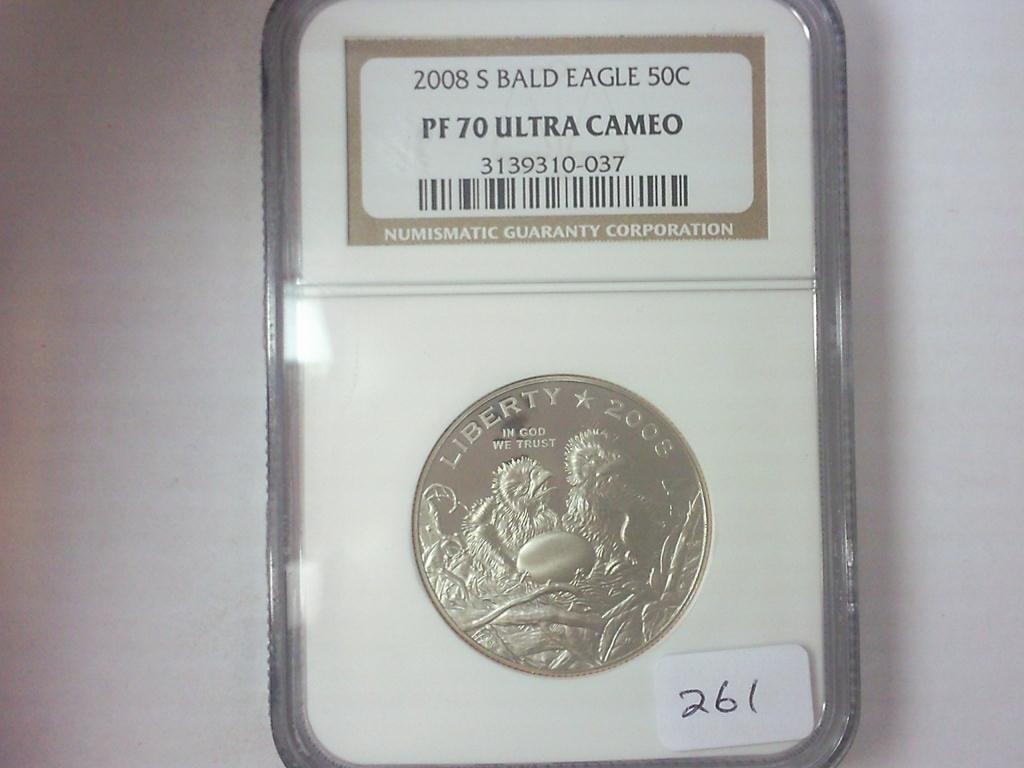 2008 S BALD EAGLE 50C
PF 70 ULTRA CAMEO
3139310-037
NUMISMATIC GUARANTY CORPORATION
LIBERTY ★ 2008
IN GOD
WE TRUST
261